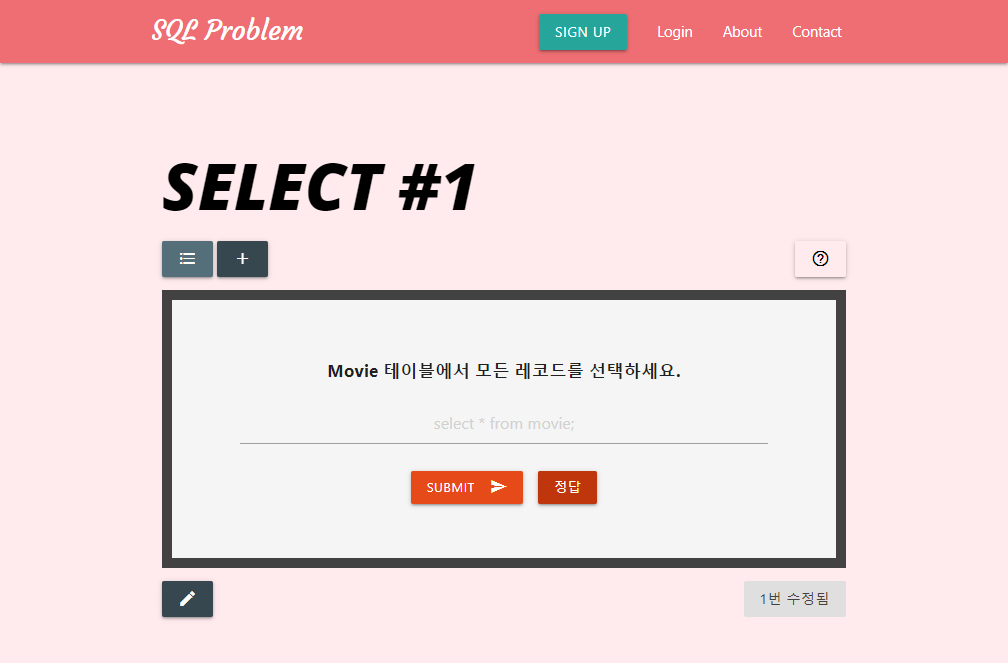 SQL Problem
SIGN UP Login About Contact
SELECT #1
Movie 테이블에서 모든 레코드를 선택하세요.
select * from movie;
SUBMIT 정답
1번 수정됨